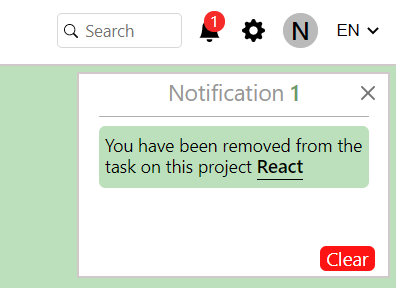 Search 1 N EN
Notification 1
You have been removed from the
task on this project React
Clear